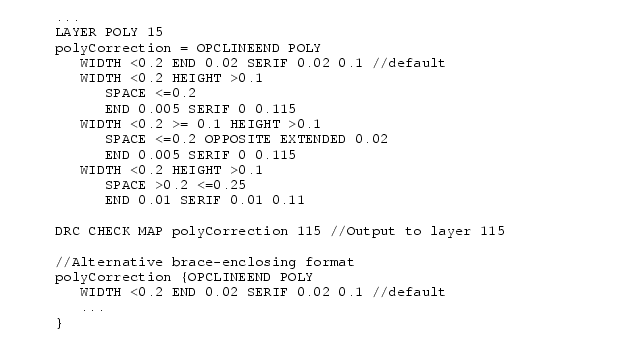 ...
LAYER POLY 15
polyCorrection = OPCLINEEND POLY
WIDTH <0.2 END 0.02 SERIF 0.02 0.1 //default
WIDTH <0.2 HEIGHT >0.1
SPACE <=0.2
END 0.005 SERIF 0 0.115
WIDTH <0.2 >= 0.1 HEIGHT >0.1
SPACE <=0.2 OPPOSITE EXTENDED 0.02
END 0.005 SERIF 0 0.115
WIDTH <0.2 HEIGHT >0.1
SPACE >0.2 <=0.25
END 0.01 SERIF 0.01 0.11
DRC CHECK MAP polyCorrection 115 //Output to layer 115
//Alternative brace-enclosing format
polyCorrection {OPCLINEEND POLY
WIDTH <0.2 END 0.02 SERIF 0.02 0.1 //default
...
}